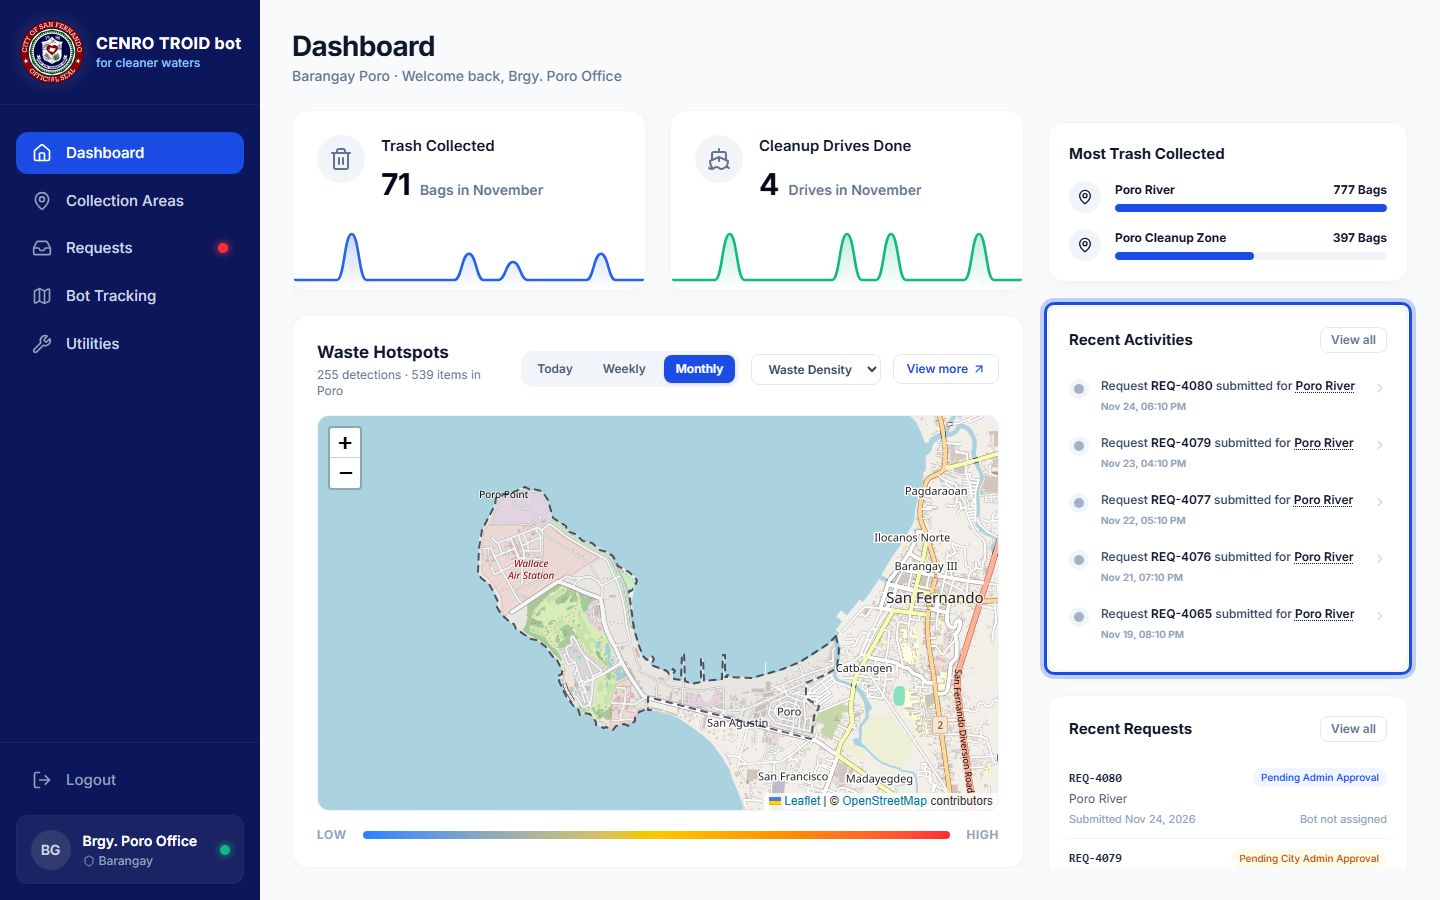 CITY OF SAN FERNANDO
OFFICIAL SEAL
CENRO TROID bot
for cleaner waters
Dashboard
Collection Areas
Requests
Bot Tracking
Utilities
Logout
BG
Brgy. Poro Office
Barangay
Dashboard
Barangay Poro · Welcome back, Brgy. Poro Office
Trash Collected
71 Bags in November
Cleanup Drives Done
4 Drives in November
Waste Hotspots
255 detections · 539 items in
Poro
Today
Weekly
Monthly
Waste Density
View more
+
−
Poro Point
Wallace
Air Station
Pagdaraoan
Ilocanos Norte
Barangay III
San Fernando
Catbangen
Poro
San Agustin
2
San Fernando Diversion Road
San Francisco
Madayegdeg
Leaflet | © OpenStreetMap contributors
LOW
HIGH
Most Trash Collected
Poro River 777 Bags
Poro Cleanup Zone 397 Bags
Recent Activities
View all
Request REQ-4080 submitted for Poro River
Nov 24, 06:10 PM
Request REQ-4079 submitted for Poro River
Nov 23, 04:10 PM
Request REQ-4077 submitted for Poro River
Nov 22, 05:10 PM
Request REQ-4076 submitted for Poro River
Nov 21, 07:10 PM
Request REQ-4065 submitted for Poro River
Nov 19, 08:10 PM
Recent Requests
View all
REQ-4080 Pending Admin Approval
Poro River
Submitted Nov 24, 2026 Bot not assigned
REQ-4079 Pending City Admin Approval